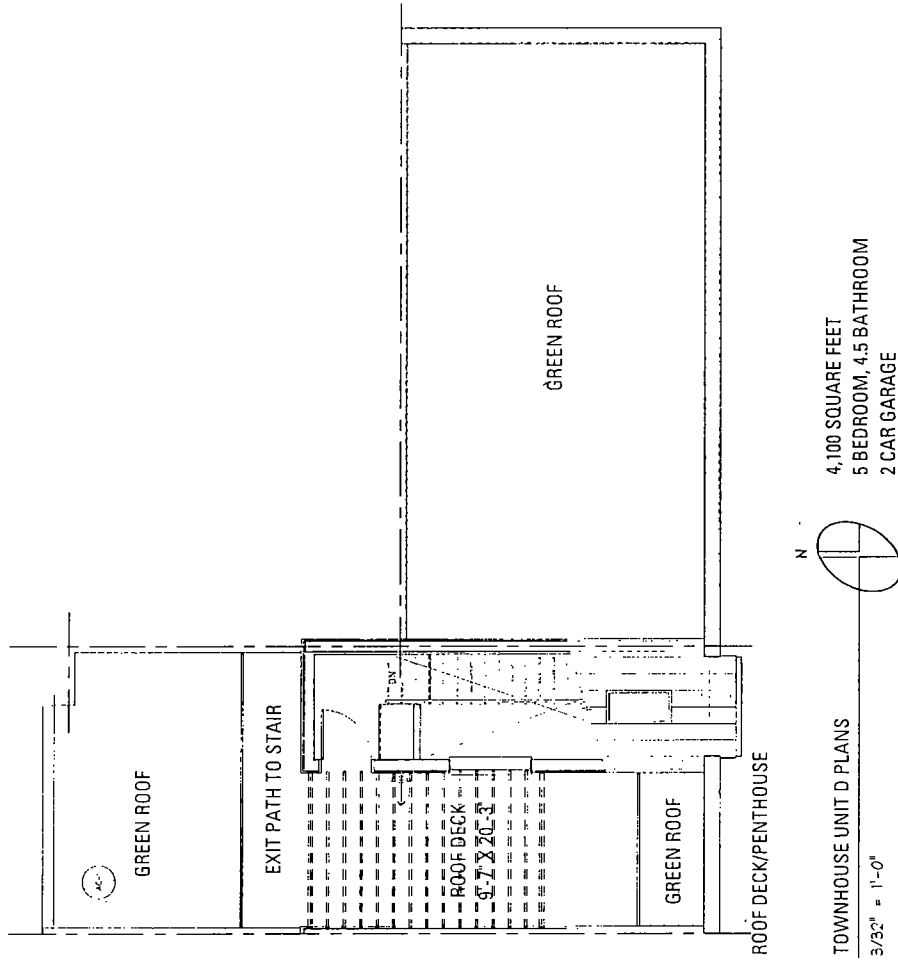 GREEN ROOF
AC-1
GREEN ROOF
EXIT PATH TO STAIR
DN
ROOF DECK
9'-7" X 20'-3"
GREEN ROOF
ROOF DECK/PENTHOUSE
N
TOWNHOUSE UNIT D PLANS
3/32" = 1'-0"
4,100 SQUARE FEET
5 BEDROOM, 4.5 BATHROOM
2 CAR GARAGE